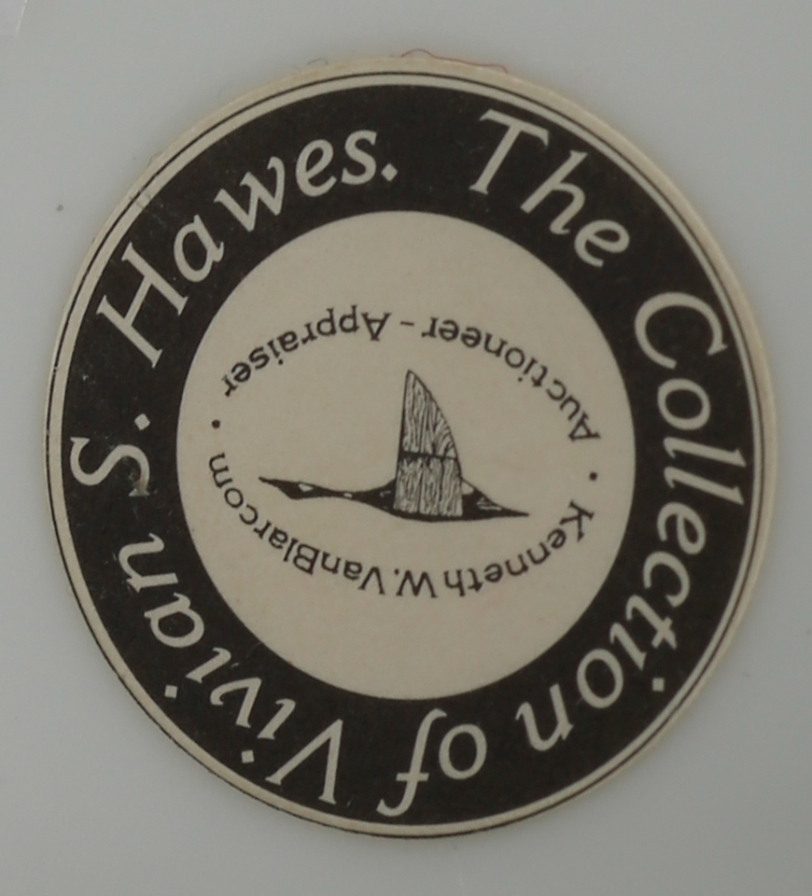 The Collection of Vivian S. Hawes.
Kenneth W. VanBlarcom
Auctioneer - Appraiser